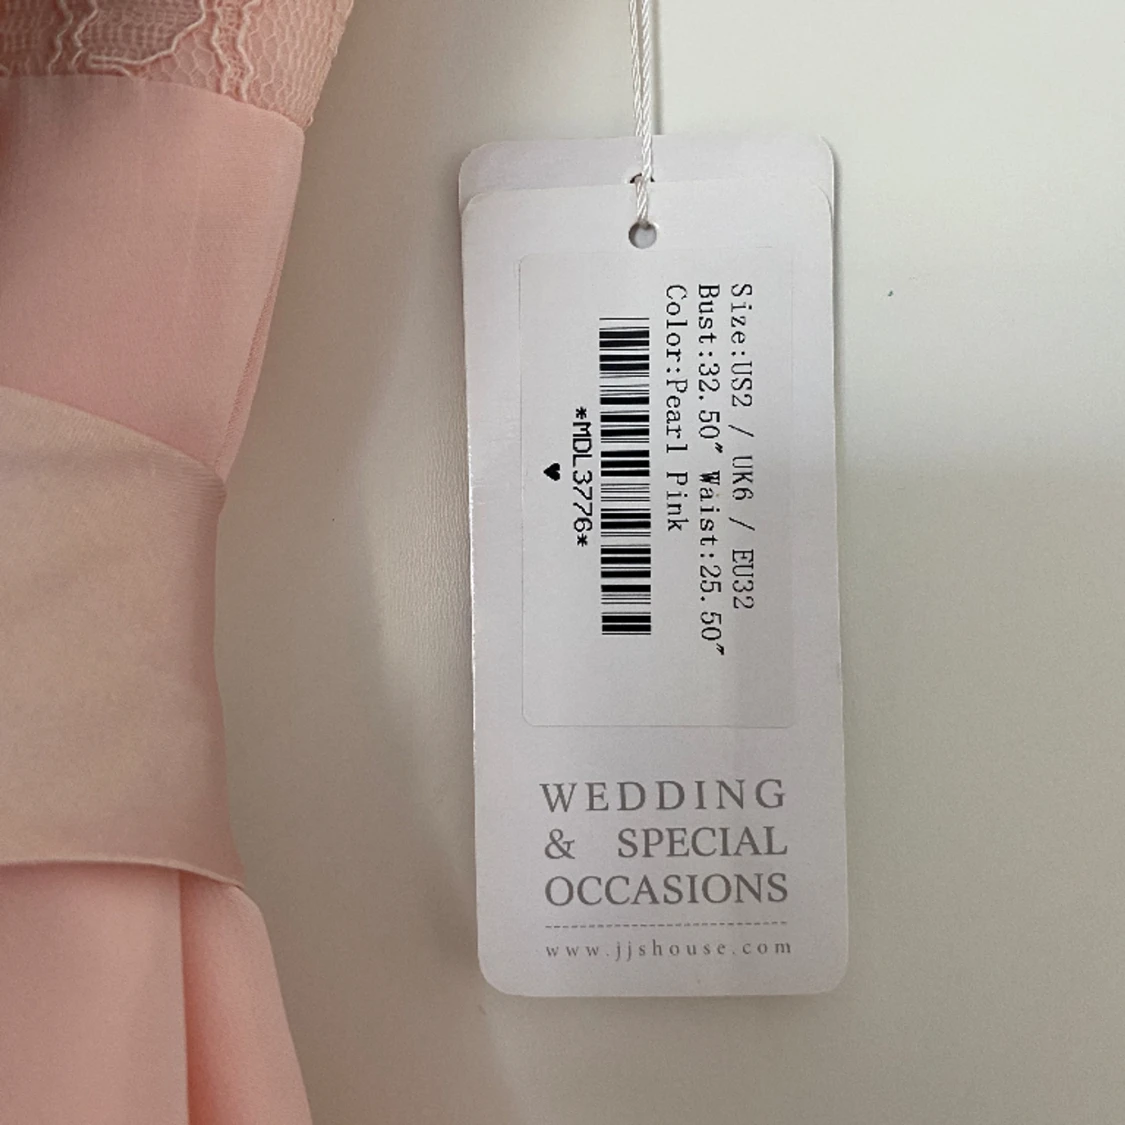 Size:US2 / UK6 / EU32
Bust:32.50″ Waist:25.50″
Color:Pearl Pink
*MDL3776*
♥
WEDDING
& SPECIAL
OCCASIONS
www.jjshouse.com